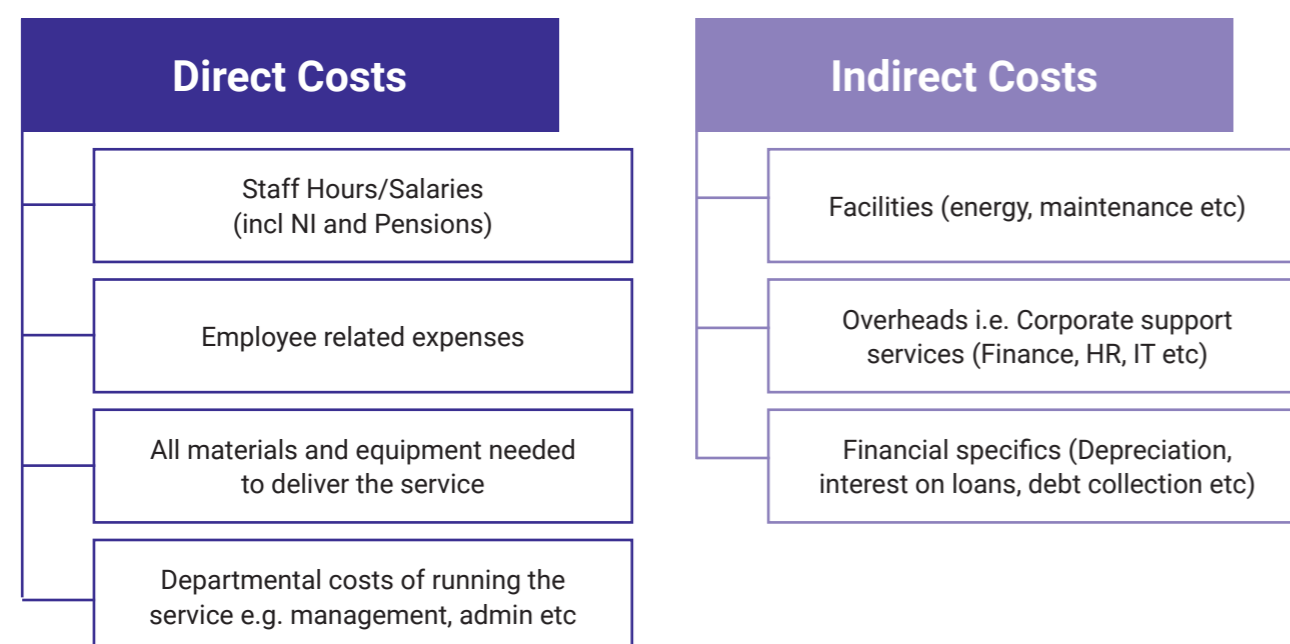 Direct Costs
Staff Hours/Salaries
(incl NI and Pensions)
Employee related expenses
All materials and equipment needed
to deliver the service
Departmental costs of running the
service e.g. management, admin etc
Indirect Costs
Facilities (energy, maintenance etc)
Overheads i.e. Corporate support
services (Finance, HR, IT etc)
Financial specifics (Depreciation,
interest on loans, debt collection etc)